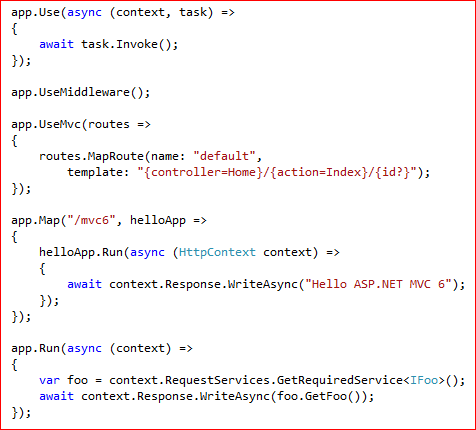 app.Use(async (context, task) =>
{
    await task.Invoke();
});

app.UseMiddleware();

app.UseMvc(routes =>
{
    routes.MapRoute(name: "default",
        template: "{controller=Home}/{action=Index}/{id?}");
});

app.Map("/mvc6", helloApp =>
{
    helloApp.Run(async (HttpContext context) =>
    {
        await context.Response.WriteAsync("Hello ASP.NET MVC 6");
    });
});

app.Run(async (context) =>
{
    var foo = context.RequestServices.GetRequiredService<IFoo>();
    await context.Response.WriteAsync(foo.GetFoo());
});